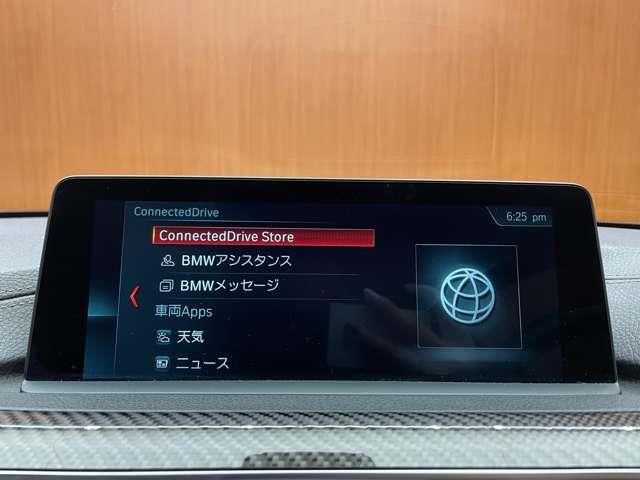 ConnectedDrive
6:25 pm
ConnectedDrive Store
BMWアシスタンス
BMWメッセージ
車両Apps
天気
ニュース